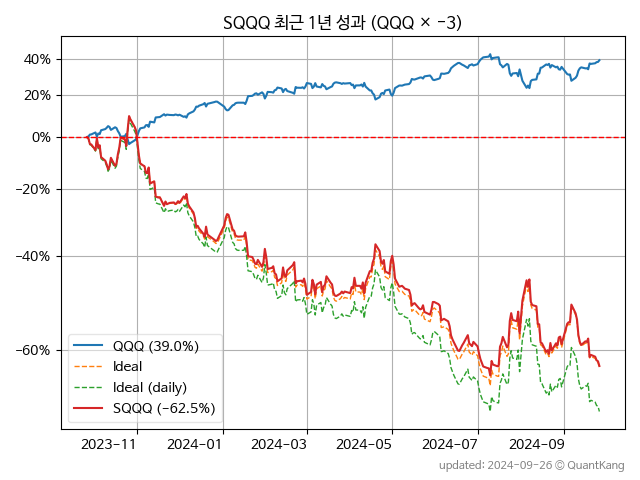 SQQQ 최근 1년 성과 (QQQ × −3)
40%
20%
0%
−20%
−40%
−60%
QQQ (39.0%)
Ideal
Ideal (daily)
SQQQ (−62.5%)
2023-11 2024-01 2024-03 2024-05 2024-07 2024-09
updated: 2024-09-26 © QuantKang